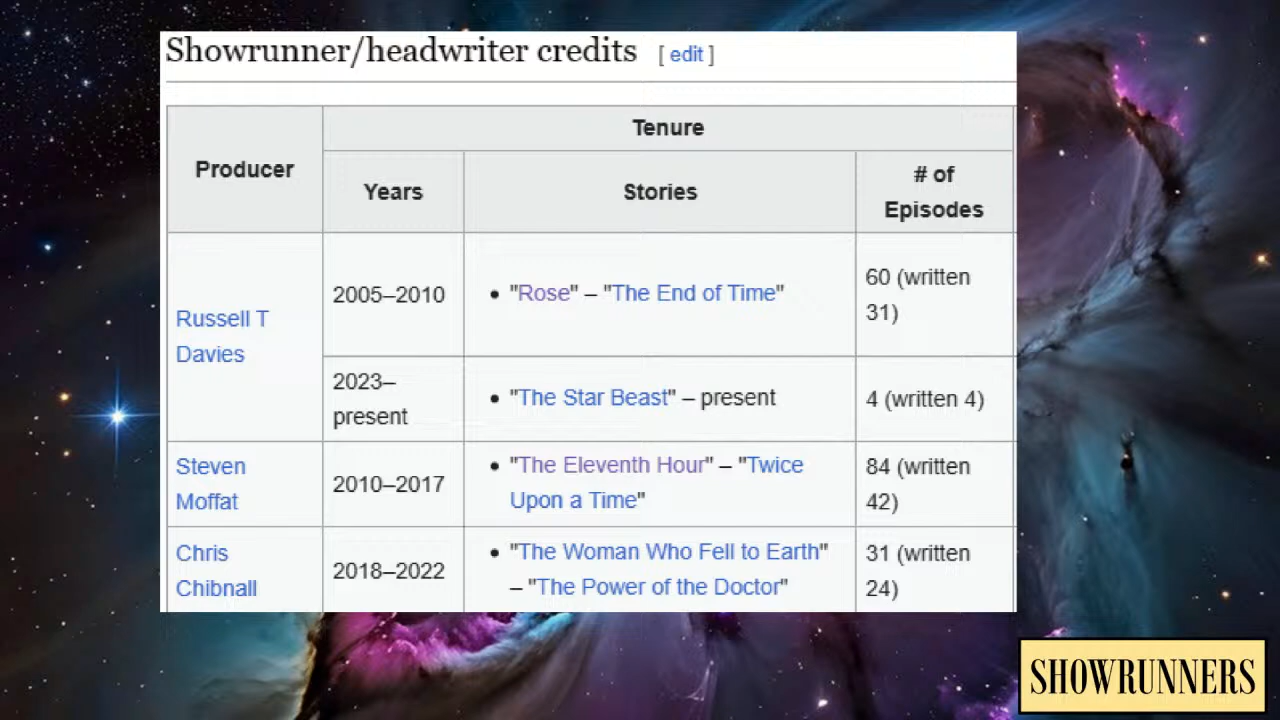 Showrunner/headwriter credits [ edit ]
Producer
Tenure
Years
Stories
# of
Episodes
Russell T
Davies
2005–2010
• "Rose" – "The End of Time"
60 (written
31)
2023–
present
• "The Star Beast" – present
4 (written 4)
Steven
Moffat
2010–2017
• "The Eleventh Hour" – "Twice
Upon a Time"
84 (written
42)
Chris
Chibnall
2018–2022
• "The Woman Who Fell to Earth"
– "The Power of the Doctor"
31 (written
24)
SHOWRUNNERS